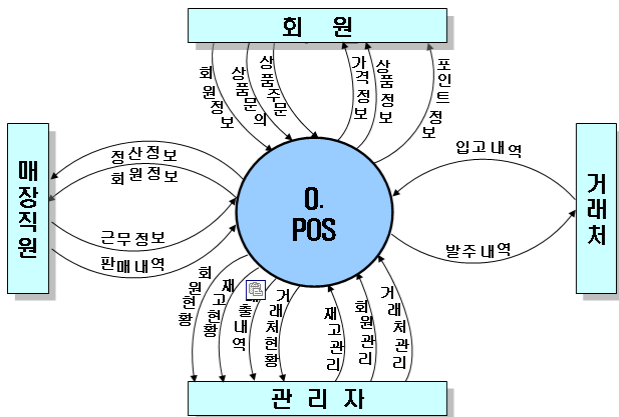 회 원
회원정보
상품문의
상품주문
가격정보
상품정보
포인트 정보
매장직원
정산정보
회원정보
근무정보
판매내역
0.
POS
입고내역
발주내역
거래처
회원현황
재고현황
출내역
거래처현황
재고관리
회원관리
거래처관리
관 리 자